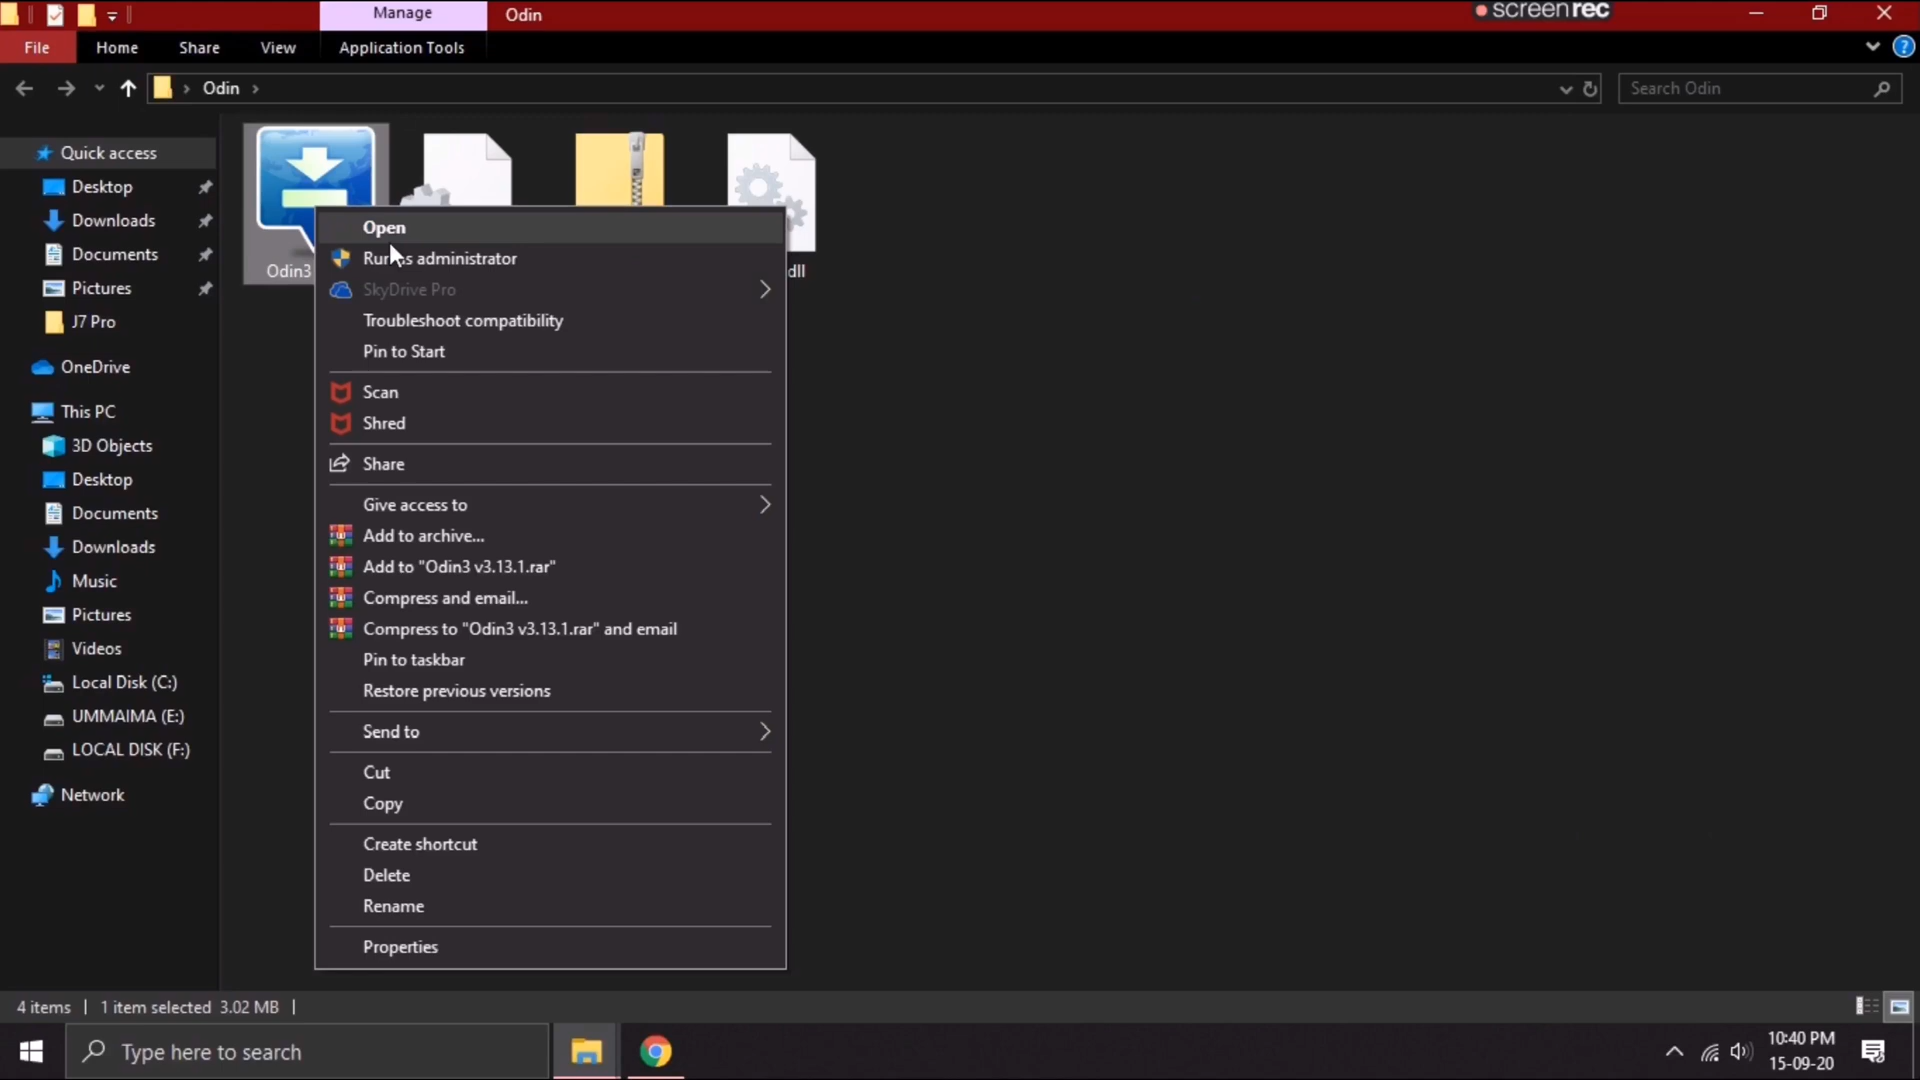 Manage
Odin
screenrec
File
Home
Share
View
Application Tools
Odin
Search Odin
Quick access
Desktop
Downloads
Documents
Pictures
J7 Pro
OneDrive
This PC
3D Objects
Desktop
Documents
Downloads
Music
Pictures
Videos
Local Disk (C:)
UMMAIMA (E:)
LOCAL DISK (F:)
Network
Odin3
dll
Open
Run as administrator
SkyDrive Pro
Troubleshoot compatibility
Pin to Start
Scan
Shred
Share
Give access to
Add to archive...
Add to "Odin3 v3.13.1.rar"
Compress and email...
Compress to "Odin3 v3.13.1.rar" and email
Pin to taskbar
Restore previous versions
Send to
Cut
Copy
Create shortcut
Delete
Rename
Properties
4 items
1 item selected 3.02 MB
Type here to search
10:40 PM
15-09-20